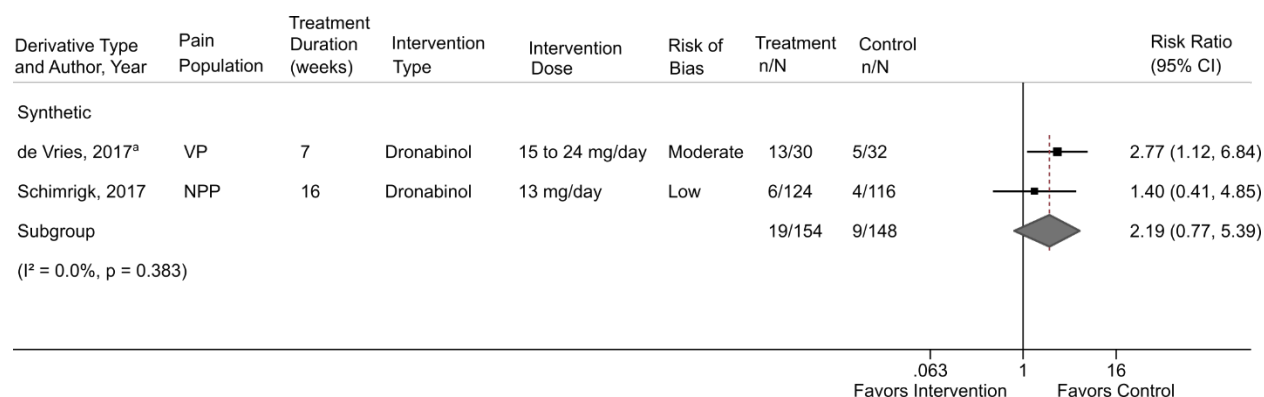 Derivative Type and Author, Year Pain Population Treatment Duration (weeks) Intervention Type Intervention Dose Risk of Bias Treatment n/N Control n/N Risk Ratio (95% CI)
Synthetic
de Vries, 2017ᵃ VP 7 Dronabinol 15 to 24 mg/day Moderate 13/30 5/32 2.77 (1.12, 6.84)
Schimrigk, 2017 NPP 16 Dronabinol 13 mg/day Low 6/124 4/116 1.40 (0.41, 4.85)
Subgroup 19/154 9/148 2.19 (0.77, 5.39)
(I² = 0.0%, p = 0.383)
.063 1 16
Favors Intervention Favors Control